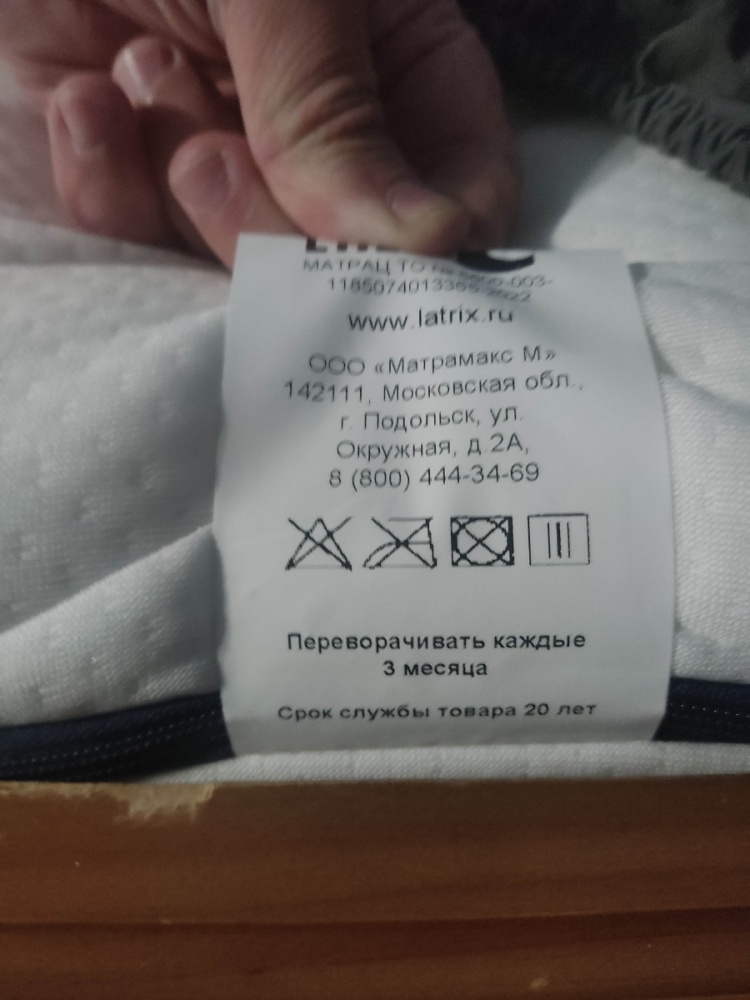 МАТРАЦ ТО
www.latrix.ru
ООО «Матрамакс М»
142111, Московская обл.,
г. Подольск, ул.
Окружная, д.2А,
8 (800) 444-34-69
Переворачивать каждые
3 месяца
Срок службы товара 20 лет